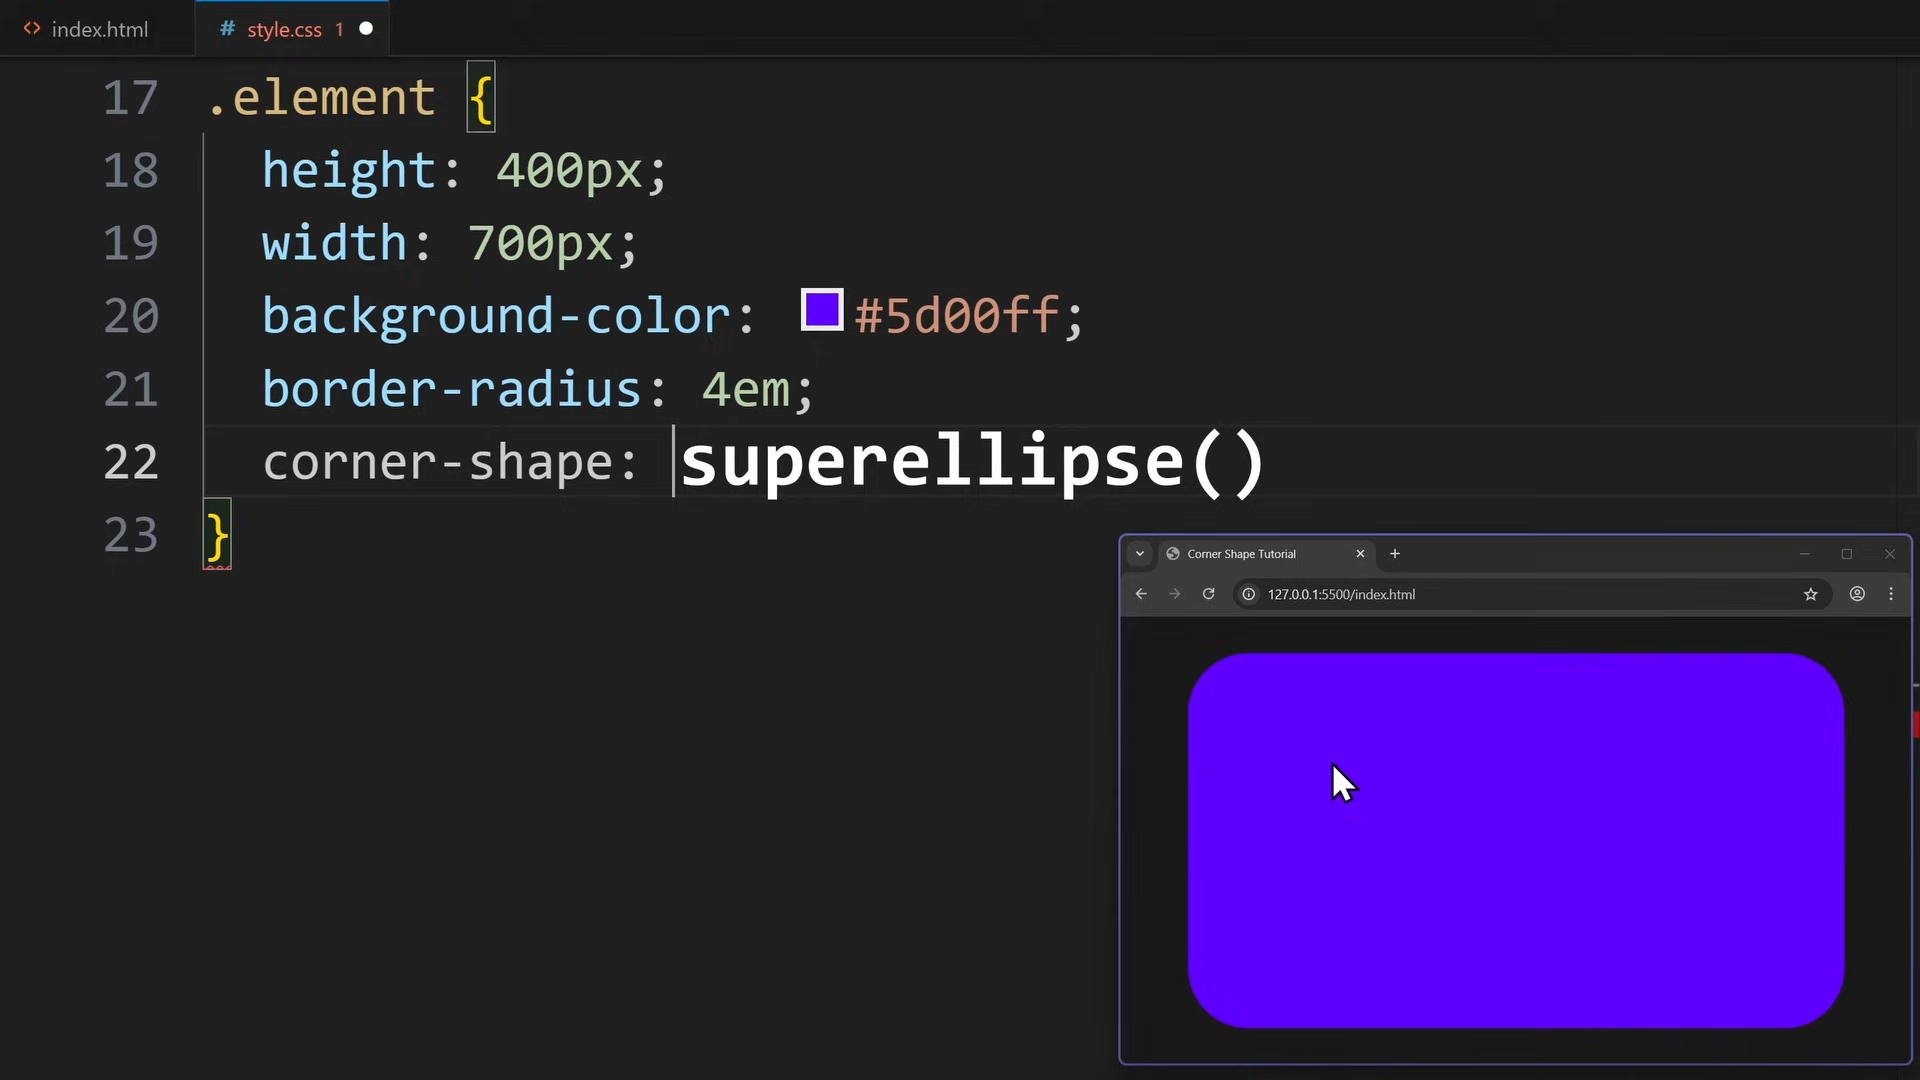 index.html
# style.css 1
17 .element {
18 height: 400px;
19 width: 700px;
20 background-color: #5d00ff;
21 border-radius: 4em;
22 corner-shape: superellipse()
23 }
Corner Shape Tutorial
127.0.0.1:5500/index.html